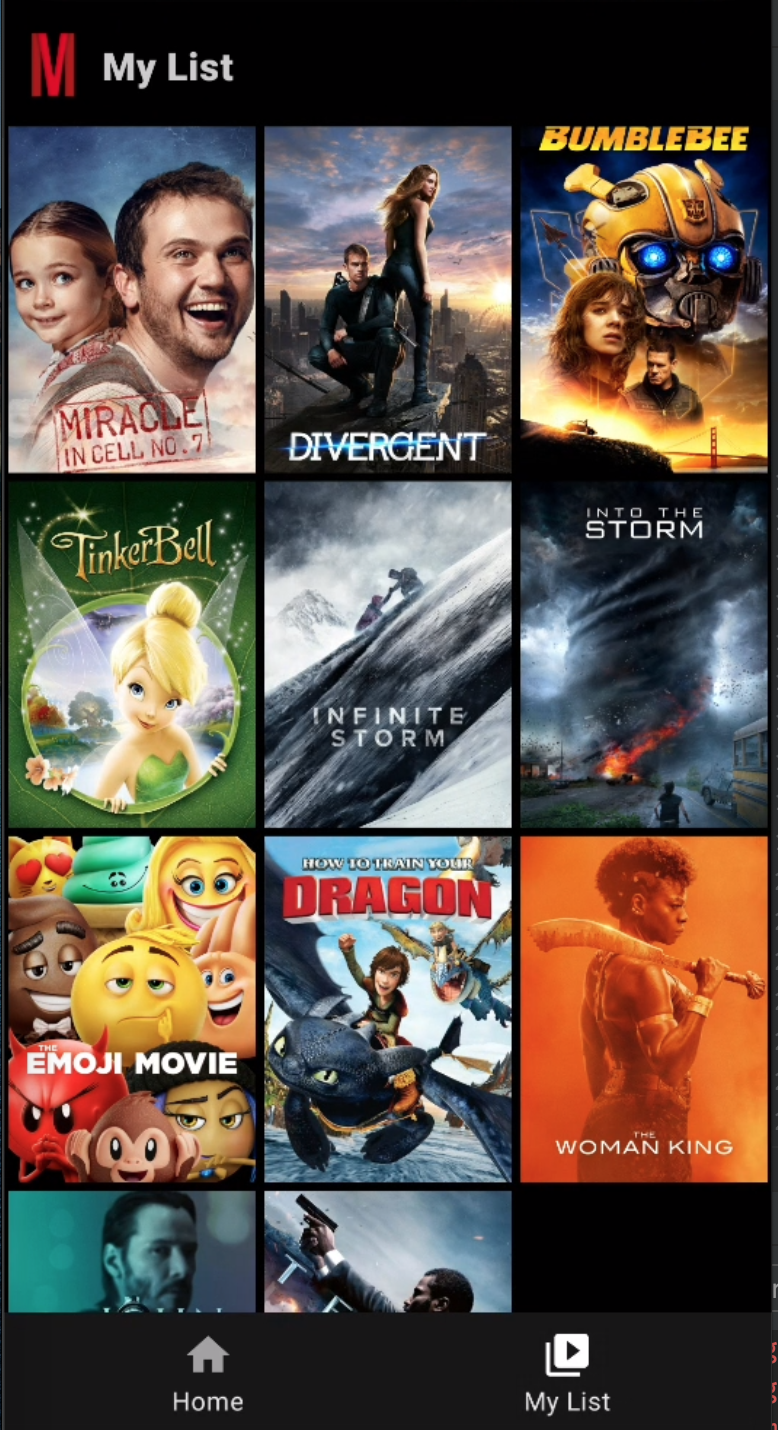 M My List
BUMBLEBEE
MIRACLE
IN CELL NO. 7
DIVERGENT
TinkerBell
INTO THE
STORM
INFINITE
STORM
HOW TO TRAIN YOUR
DRAGON
THE
EMOJI MOVIE
THE
WOMAN KING
Home
My List